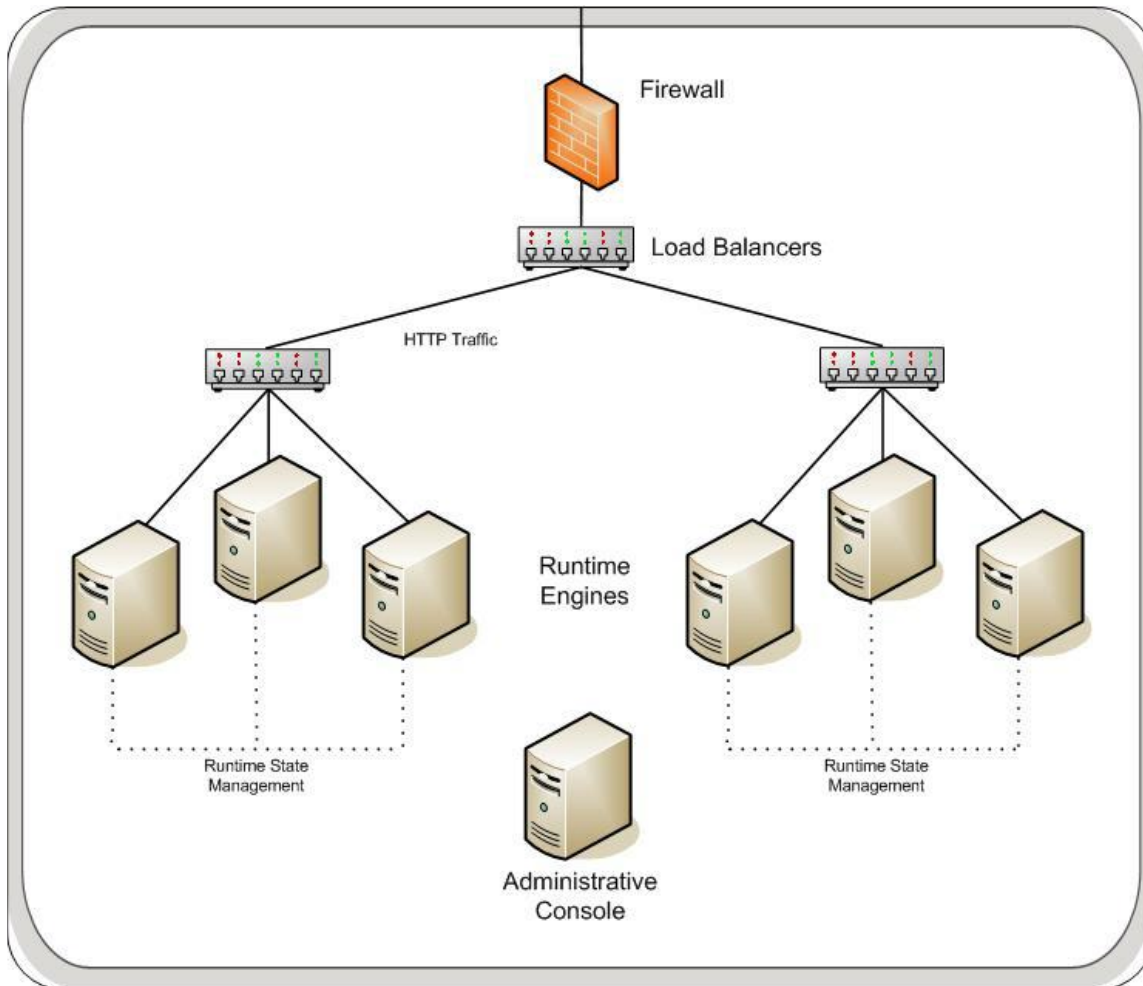 Firewall
Load Balancers
HTTP Traffic
Runtime
Engines
Runtime State
Management
Runtime State
Management
Administrative
Console